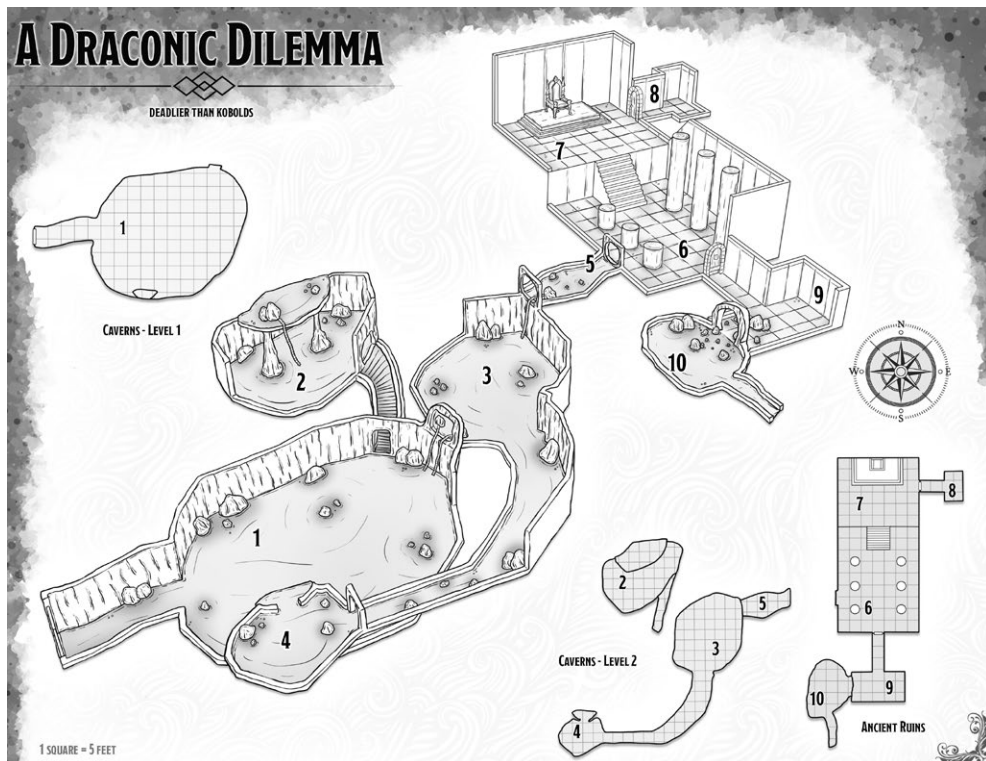 A DRACONIC DILEMMA
DEADLIER THAN KOBOLDS
8
7
1
5
6
9
CAVERNS - LEVEL 1
2
3
10
N
W
E
S
1
7
8
4
2
5
6
3
CAVERNS - LEVEL 2
9
10
4
ANCIENT RUINS
1 SQUARE = 5 FEET